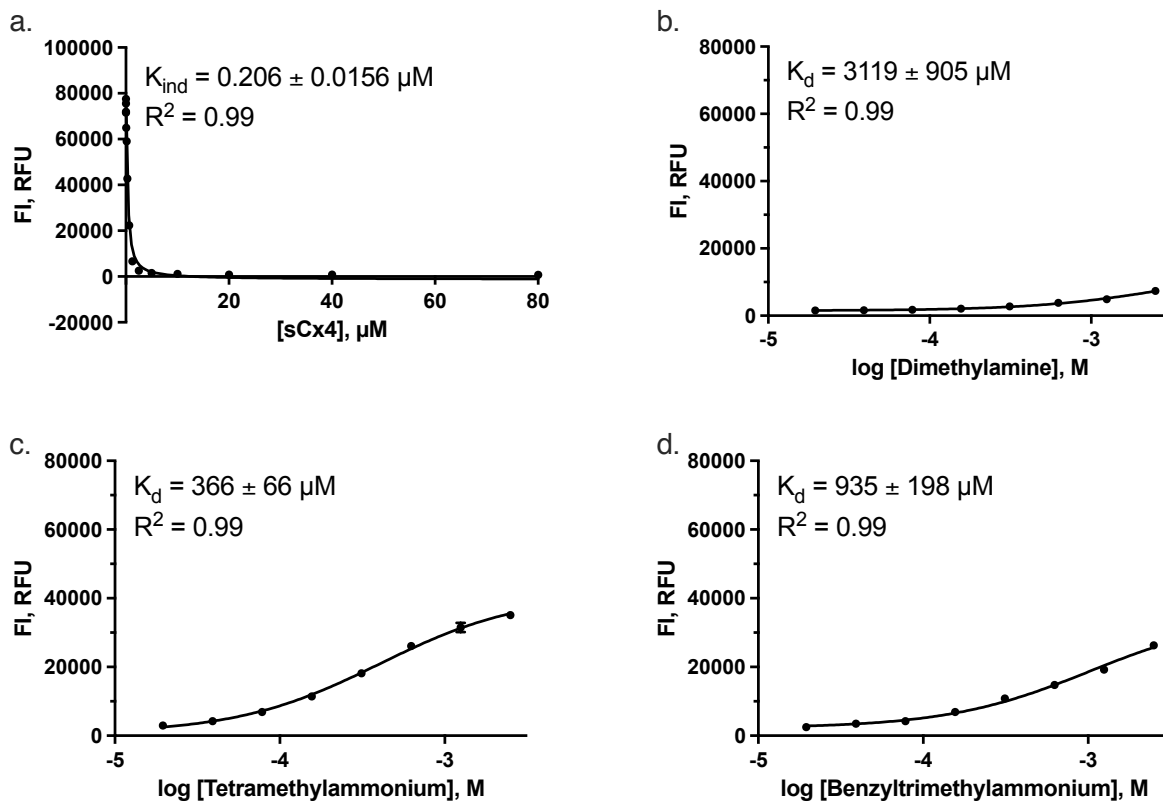 a.
K_ind = 0.206 ± 0.0156 µM
R² = 0.99
100000
80000
60000
40000
20000
0
-20000
FI, RFU
20
40
60
80
[sCx4], µM
b.
K_d = 3119 ± 905 µM
R² = 0.99
80000
60000
40000
20000
0
FI, RFU
-5
-4
-3
log [Dimethylamine], M
c.
K_d = 366 ± 66 µM
R² = 0.99
80000
60000
40000
20000
0
FI, RFU
-5
-4
-3
log [Tetramethylammonium], M
d.
K_d = 935 ± 198 µM
R² = 0.99
80000
60000
40000
20000
0
FI, RFU
-5
-4
-3
log [Benzyltrimethylammonium], M